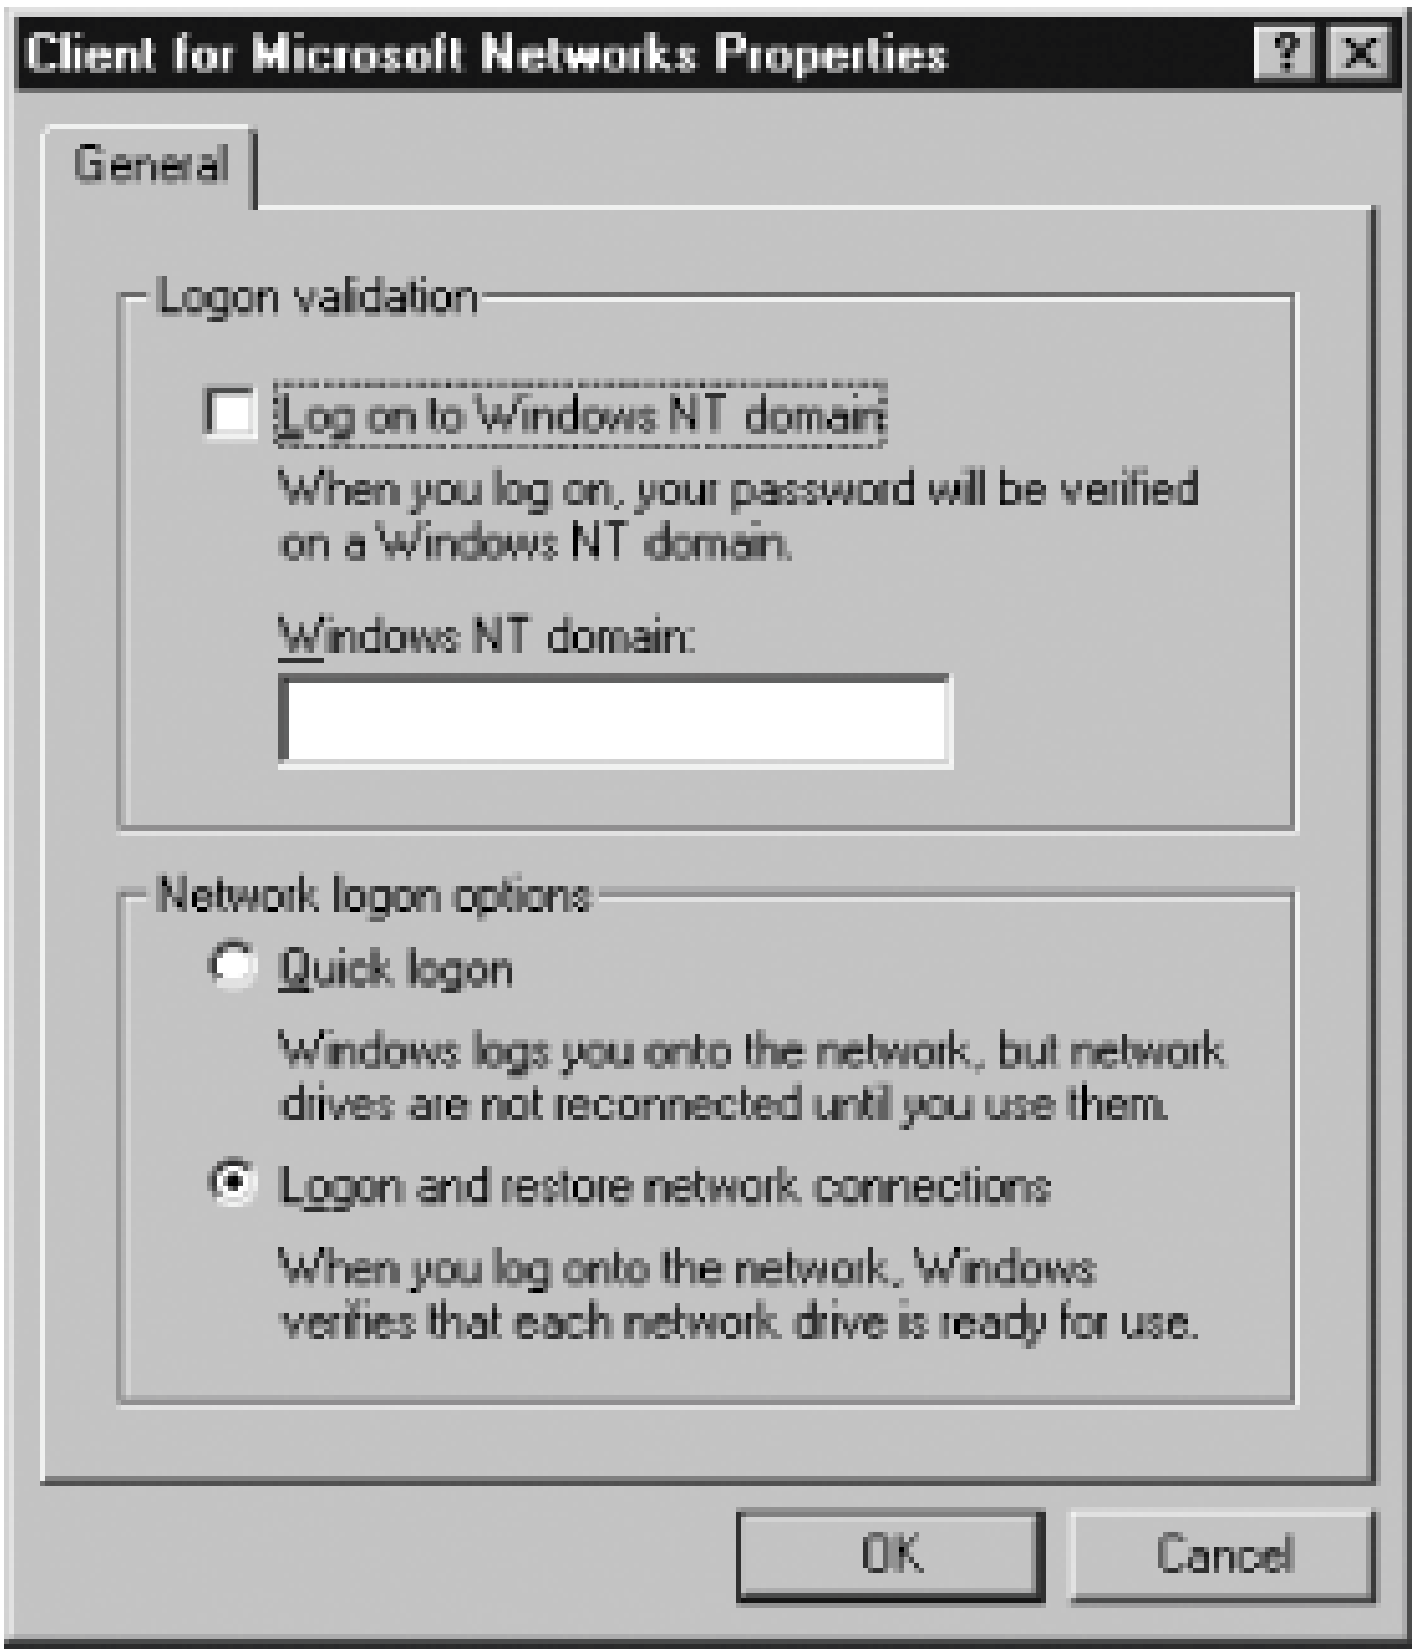 Client for Microsoft Networks Properties
General
Logon validation
Log on to Windows NT domain
When you log on, your password will be verified
on a Windows NT domain.
Windows NT domain:
Network logon options
Quick logon
Windows logs you onto the network, but network
drives are not reconnected until you use them.
Logon and restore network connections
When you log onto the network, Windows
verifies that each network drive is ready for use.
OK Cancel